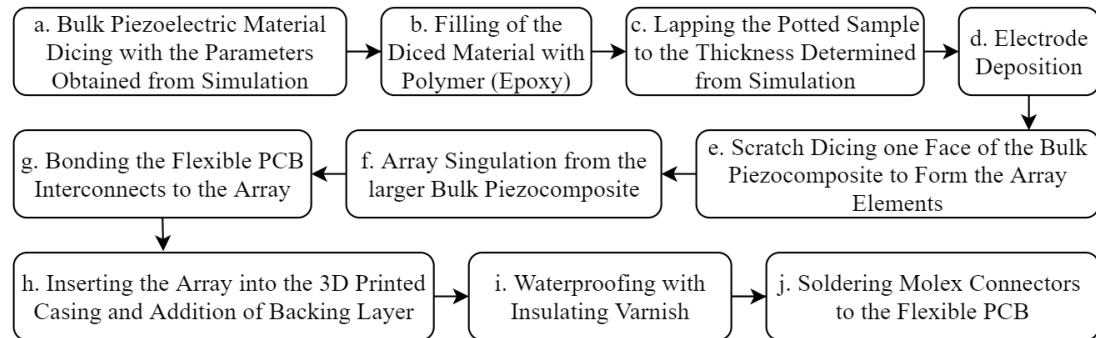 a. Bulk Piezoelectric Material
Dicing with the Parameters
Obtained from Simulation
b. Filling of the
Diced Material with
Polymer (Epoxy)
c. Lapping the Potted Sample
to the Thickness Determined
from Simulation
d. Electrode
Deposition
e. Scratch Dicing one Face of the Bulk
Piezocomposite to Form the Array
Elements
f. Array Singulation from the
larger Bulk Piezocomposite
g. Bonding the Flexible PCB
Interconnects to the Array
h. Inserting the Array into the 3D Printed
Casing and Addition of Backing Layer
i. Waterproofing with
Insulating Varnish
j. Soldering Molex Connectors
to the Flexible PCB